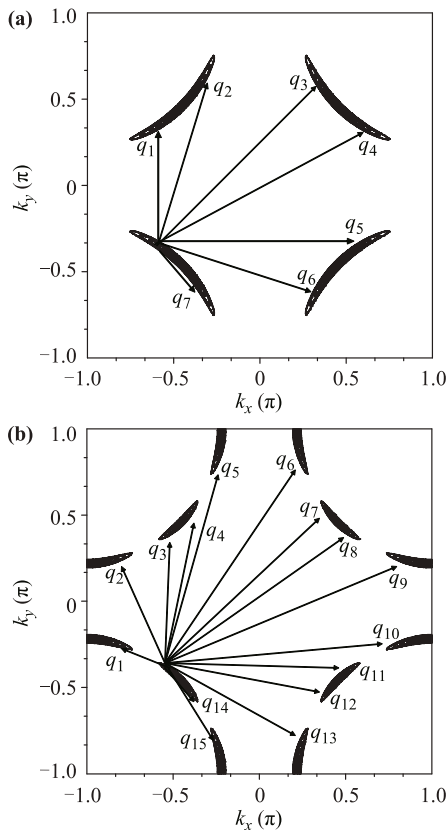 (a)
1.0
0.5
0
−0.5
−1.0
k_y (π)
q_1
q_2
q_3
q_4
q_5
q_6
q_7
−1.0 −0.5 0 0.5 1.0
k_x (π)
(b)
1.0
0.5
0
−0.5
−1.0
k_y (π)
q_5
q_6
q_7
q_4
q_3
q_8
q_2
q_9
q_10
q_1
q_11
q_14
q_12
q_15
q_13
−1.0 −0.5 0 0.5 1.0
k_x (π)